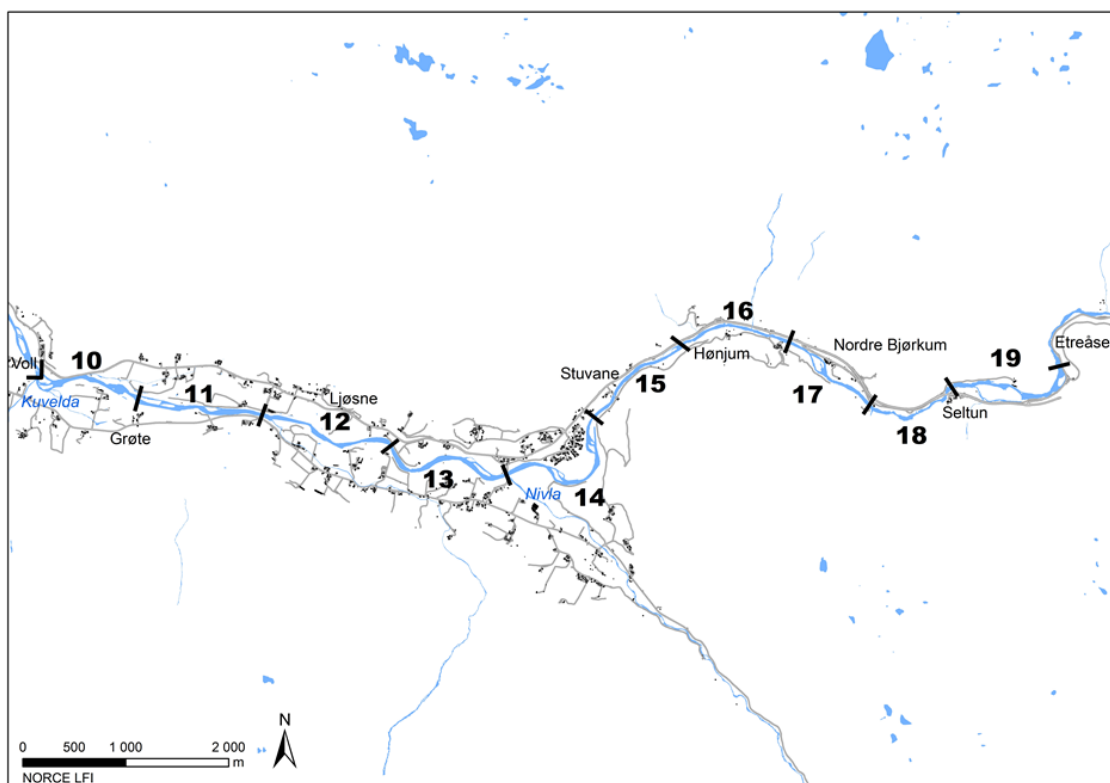 16
Nordre Bjørkum
Etreåse
19
Voll
10
Hønjum
Stuvane
15
17
Kuvelda
11
Ljøsne
Seltun
Grøte
12
18
13
Nivla
14
N
0 500 1 000 2 000
m
NORCE LFI